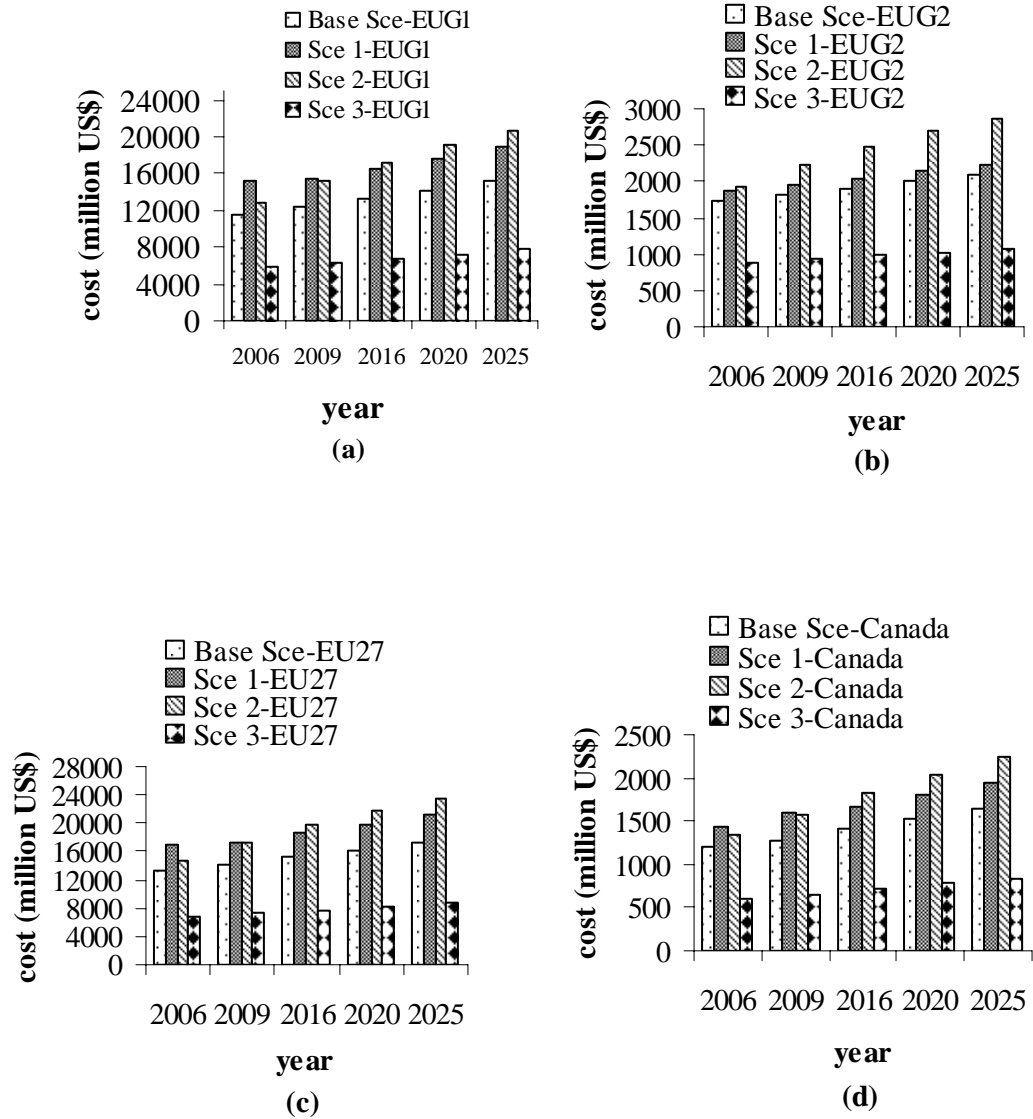 Base Sce-EUG1
Sce 1-EUG1
Sce 2-EUG1
Sce 3-EUG1
cost (million US$)
24000
20000
16000
12000
8000
4000
0
2006 2009 2016 2020 2025
year
(a)
Base Sce-EUG2
Sce 1-EUG2
Sce 2-EUG2
Sce 3-EUG2
cost (million US$)
3000
2500
2000
1500
1000
500
0
2006 2009 2016 2020 2025
year
(b)
Base Sce-EU27
Sce 1-EU27
Sce 2-EU27
Sce 3-EU27
cost (million US$)
28000
24000
20000
16000
12000
8000
4000
0
2006 2009 2016 2020 2025
year
(c)
Base Sce-Canada
Sce 1-Canada
Sce 2-Canada
Sce 3-Canada
cost (million US$)
2500
2000
1500
1000
500
0
2006 2009 2016 2020 2025
year
(d)